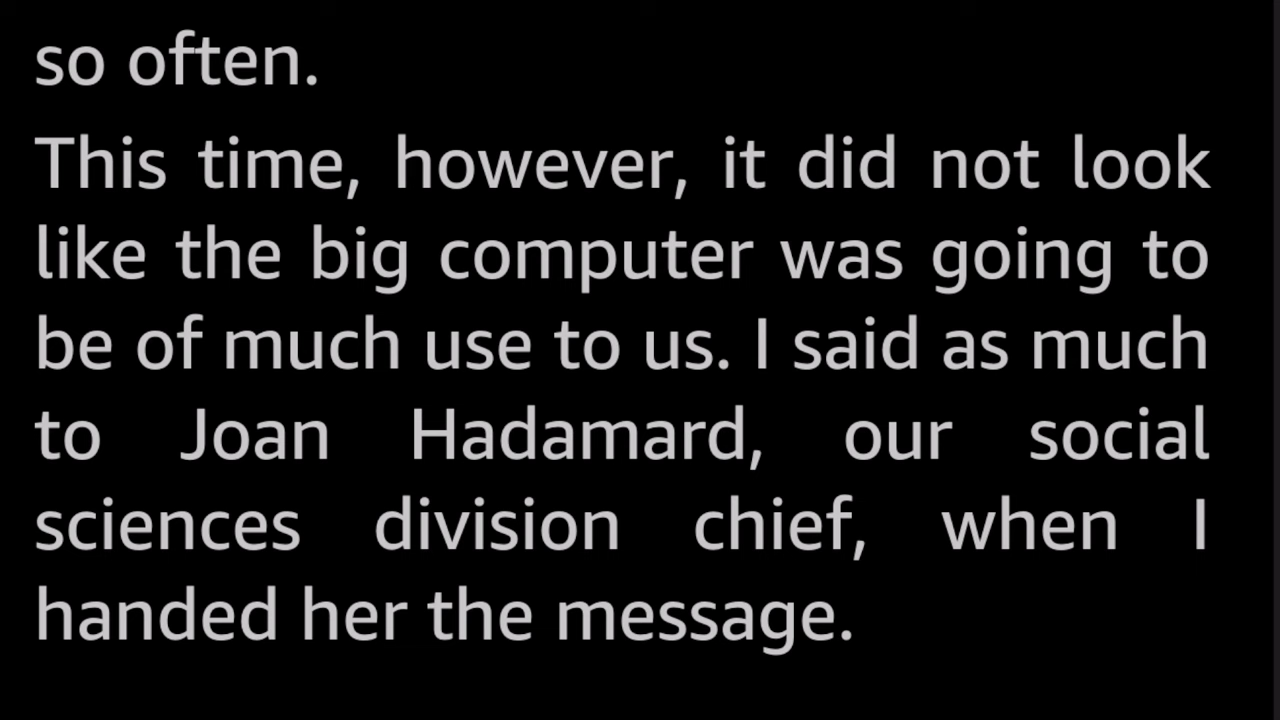 so often.
This time, however, it did not look
like the big computer was going to
be of much use to us. I said as much
to Joan Hadamard, our social
sciences division chief, when I
handed her the message.